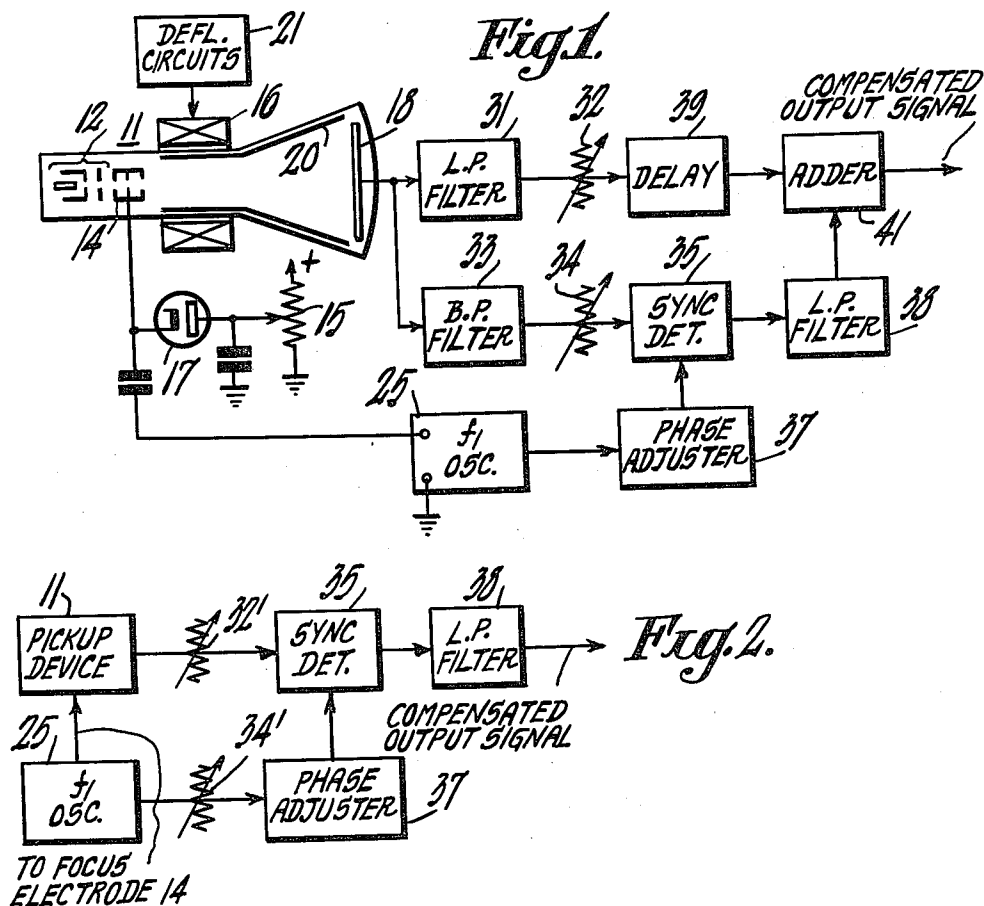 DEFL.
CIRCUITS
21
Fig.1.
12
11
16
20
18
14
31
L.P.
FILTER
32
39
DELAY
COMPENSATED
OUTPUT SIGNAL
ADDER
41
33
B.P.
FILTER
34
35
SYNC
DET.
L.P.
FILTER
38
+
15
17
25
f1
OSC.
PHASE
ADJUSTER
37
11
PICKUP
DEVICE
32'
35
SYNC
DET.
38
L.P.
FILTER
Fig.2.
COMPENSATED
OUTPUT SIGNAL
25
f1
OSC.
34'
PHASE
ADJUSTER
37
TO FOCUS
ELECTRODE 14